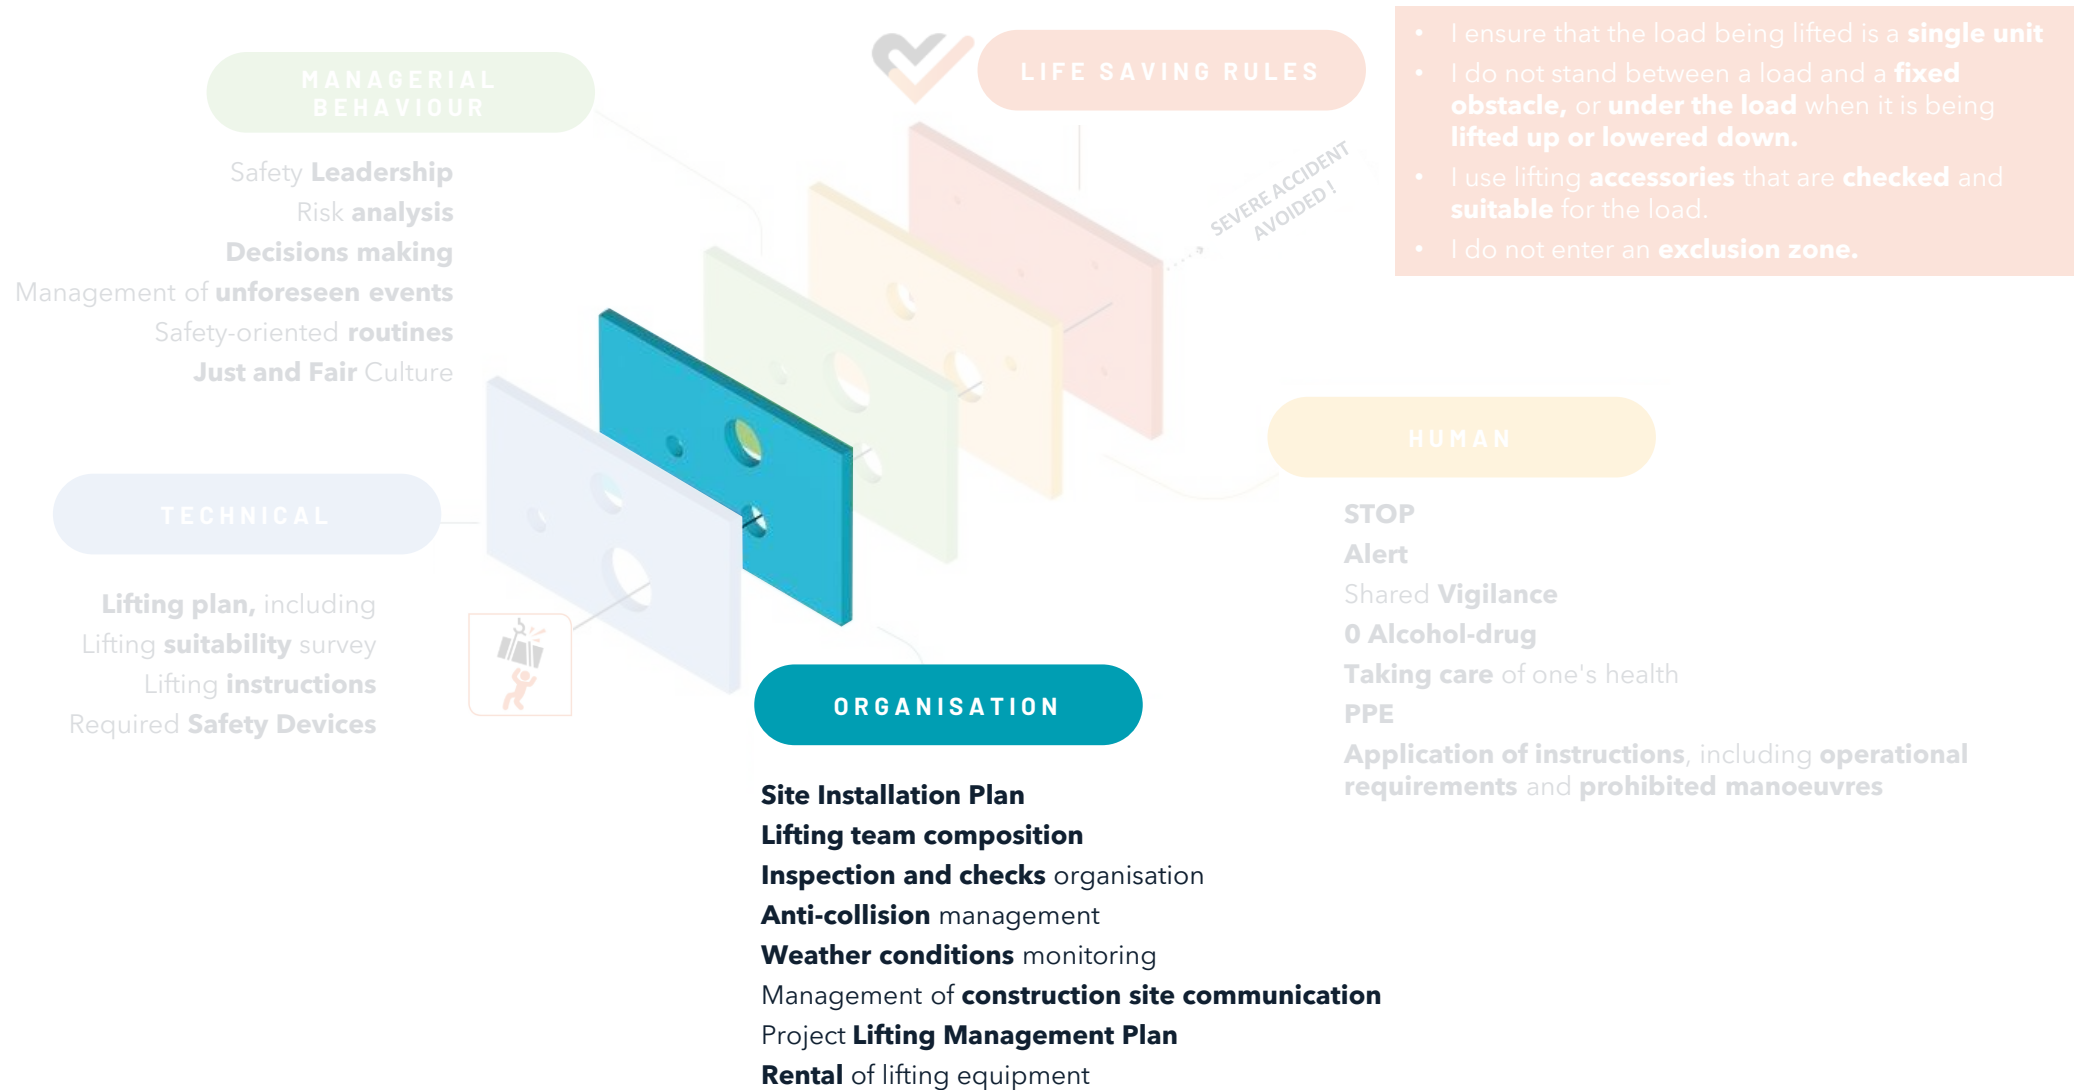 MANAGERIAL
BEHAVIOUR
Safety Leadership
Risk analysis
Decisions making
Management of unforeseen events
Safety-oriented routines
Just and Fair Culture
LIFE SAVING RULES
• I ensure that the load being lifted is a single unit
• I do not stand between a load and a fixed
obstacle, or under the load when it is being
lifted up or lowered down.
• I use lifting accessories that are checked and
suitable for the load.
• I do not enter an exclusion zone.
SEVERE ACCIDENT
AVOIDED !
TECHNICAL
Lifting plan, including
Lifting suitability survey
Lifting instructions
Required Safety Devices
HUMAN
STOP
Alert
Shared Vigilance
0 Alcohol-drug
Taking care of one's health
PPE
Application of instructions, including operational
requirements and prohibited manoeuvres
ORGANISATION
Site Installation Plan
Lifting team composition
Inspection and checks organisation
Anti-collision management
Weather conditions monitoring
Management of construction site communication
Project Lifting Management Plan
Rental of lifting equipment